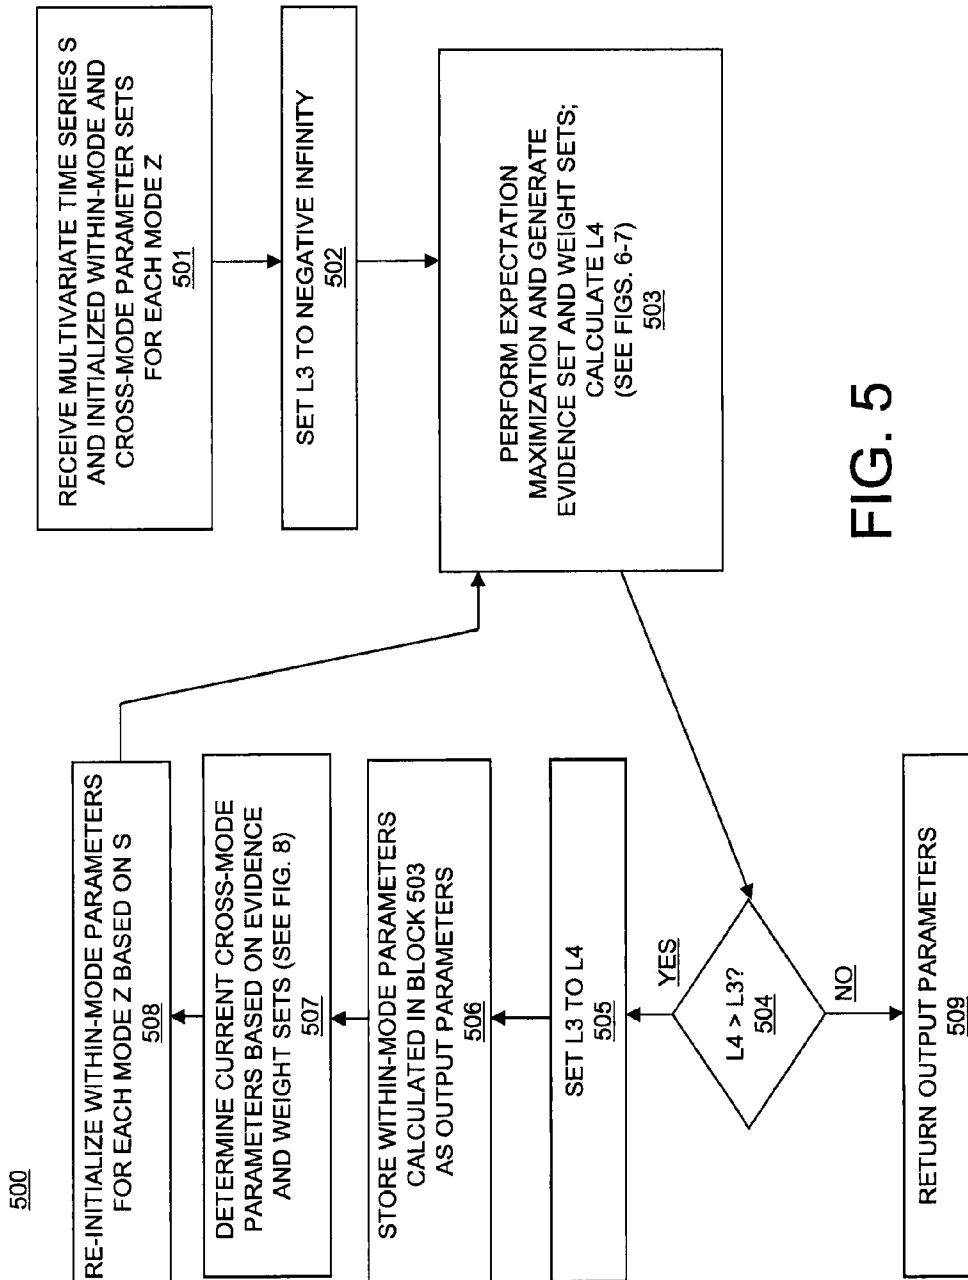 500
RECEIVE MULTIVARIATE TIME SERIES S
AND INITIALIZED WITHIN-MODE AND
CROSS-MODE PARAMETER SETS
FOR EACH MODE Z
501
SET L3 TO NEGATIVE INFINITY
502
PERFORM EXPECTATION
MAXIMIZATION AND GENERATE
EVIDENCE SET AND WEIGHT SETS;
CALCULATE L4
(SEE FIGS. 6-7)
503
L4 > L3?
504
YES
NO
SET L3 TO L4
505
STORE WITHIN-MODE PARAMETERS
CALCULATED IN BLOCK 503
AS OUTPUT PARAMETERS
506
DETERMINE CURRENT CROSS-MODE
PARAMETERS BASED ON EVIDENCE
AND WEIGHT SETS (SEE FIG. 8)
507
RE-INITIALIZE WITHIN-MODE PARAMETERS
FOR EACH MODE Z BASED ON S
508
RETURN OUTPUT PARAMETERS
509
FIG. 5